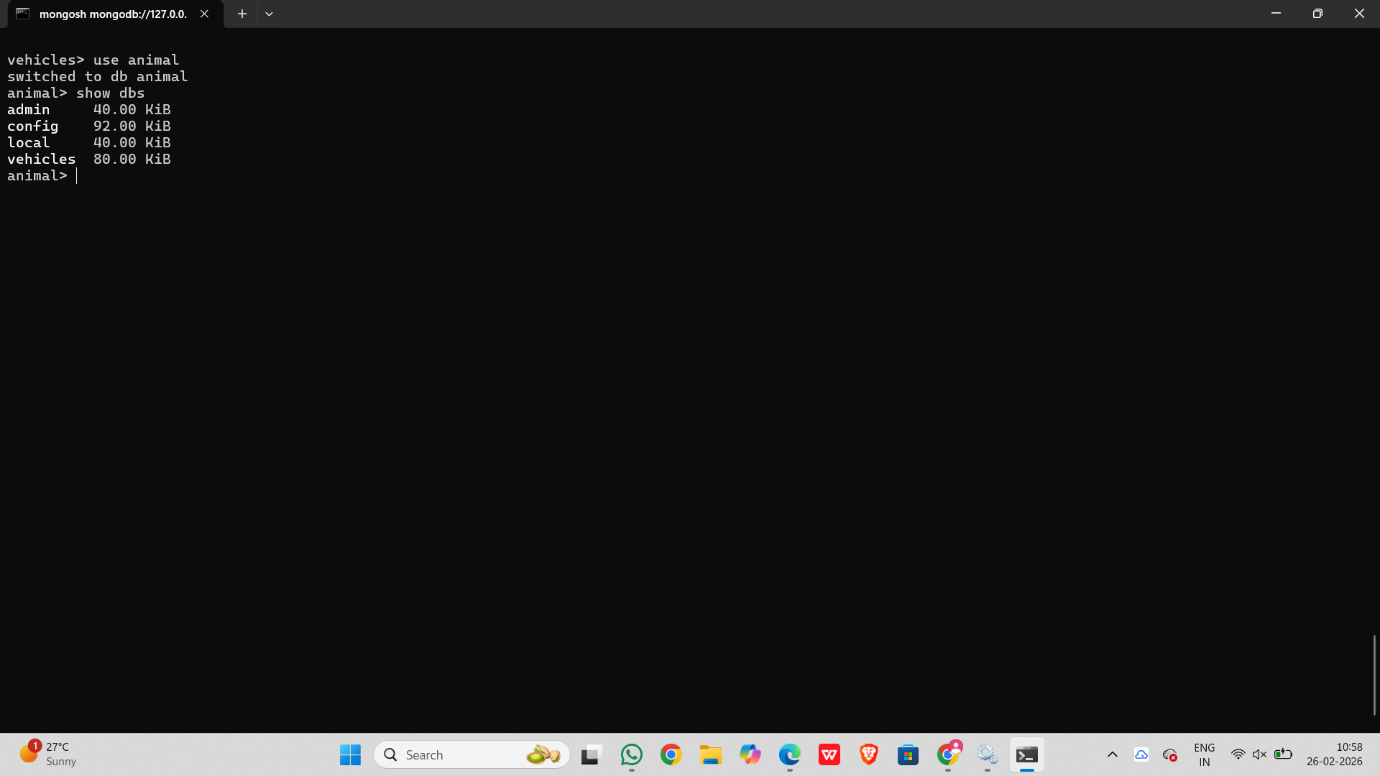 mongosh mongodb://127.0.0.
vehicles> use animal
switched to db animal
animal> show dbs
admin     40.00 KiB
config    92.00 KiB
local     40.00 KiB
vehicles  80.00 KiB
animal>
1
27°C
Sunny
Search
ENG
IN
10:58
26-02-2026